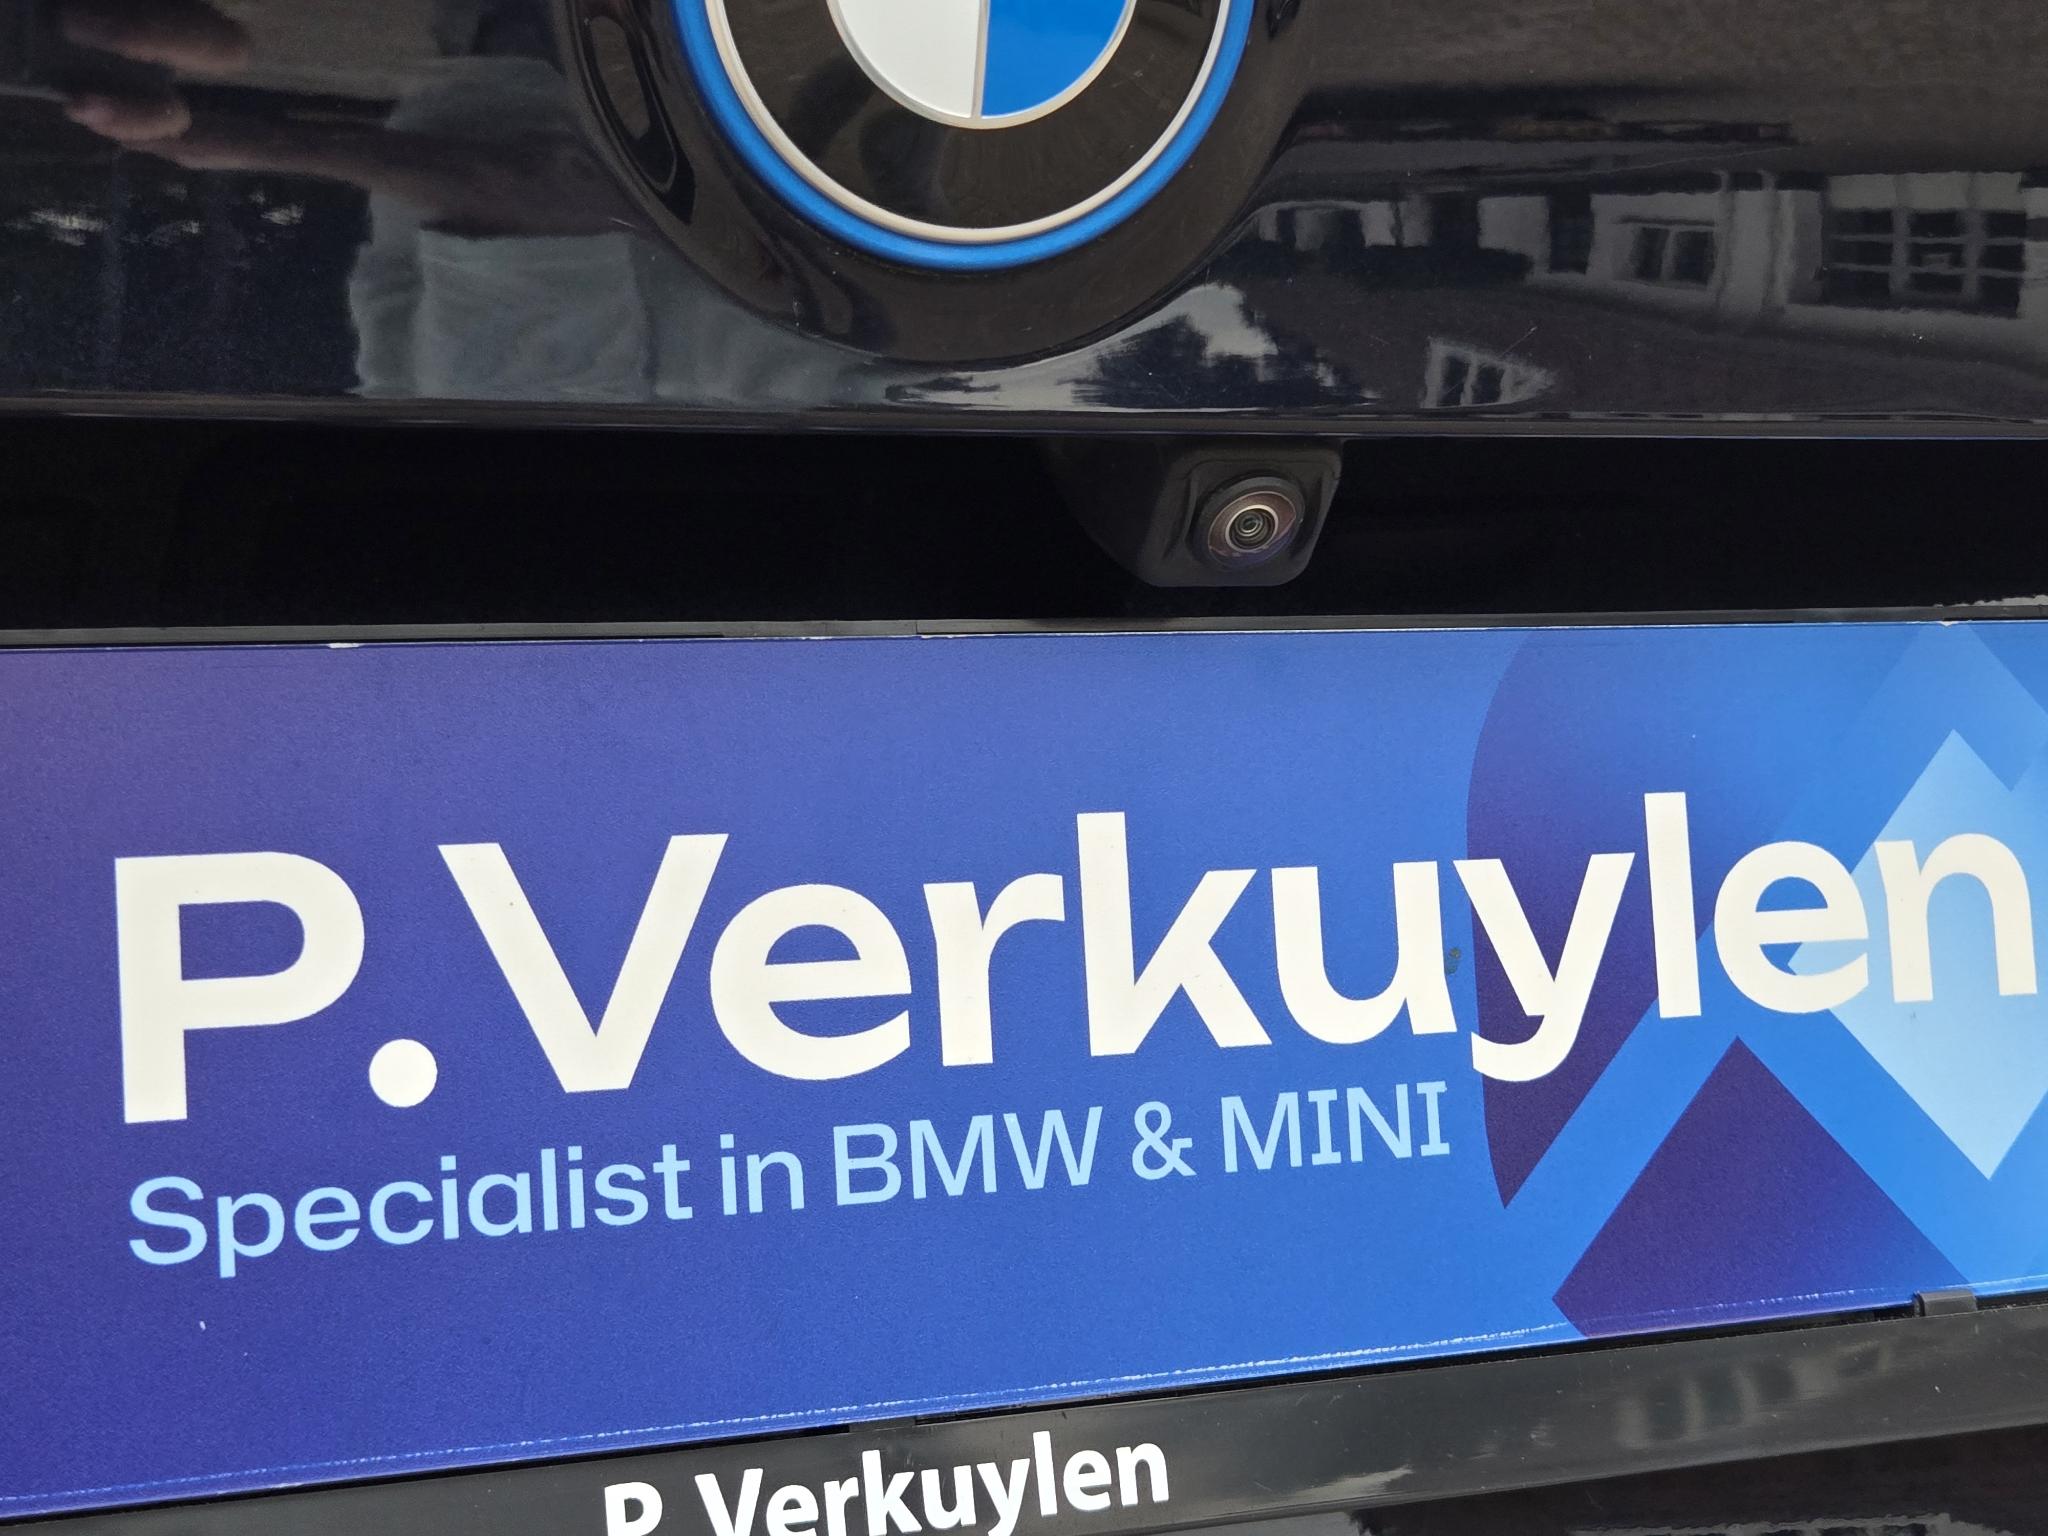 P.Verkuylen
Specialist in BMW & MINI
P. Verkuylen